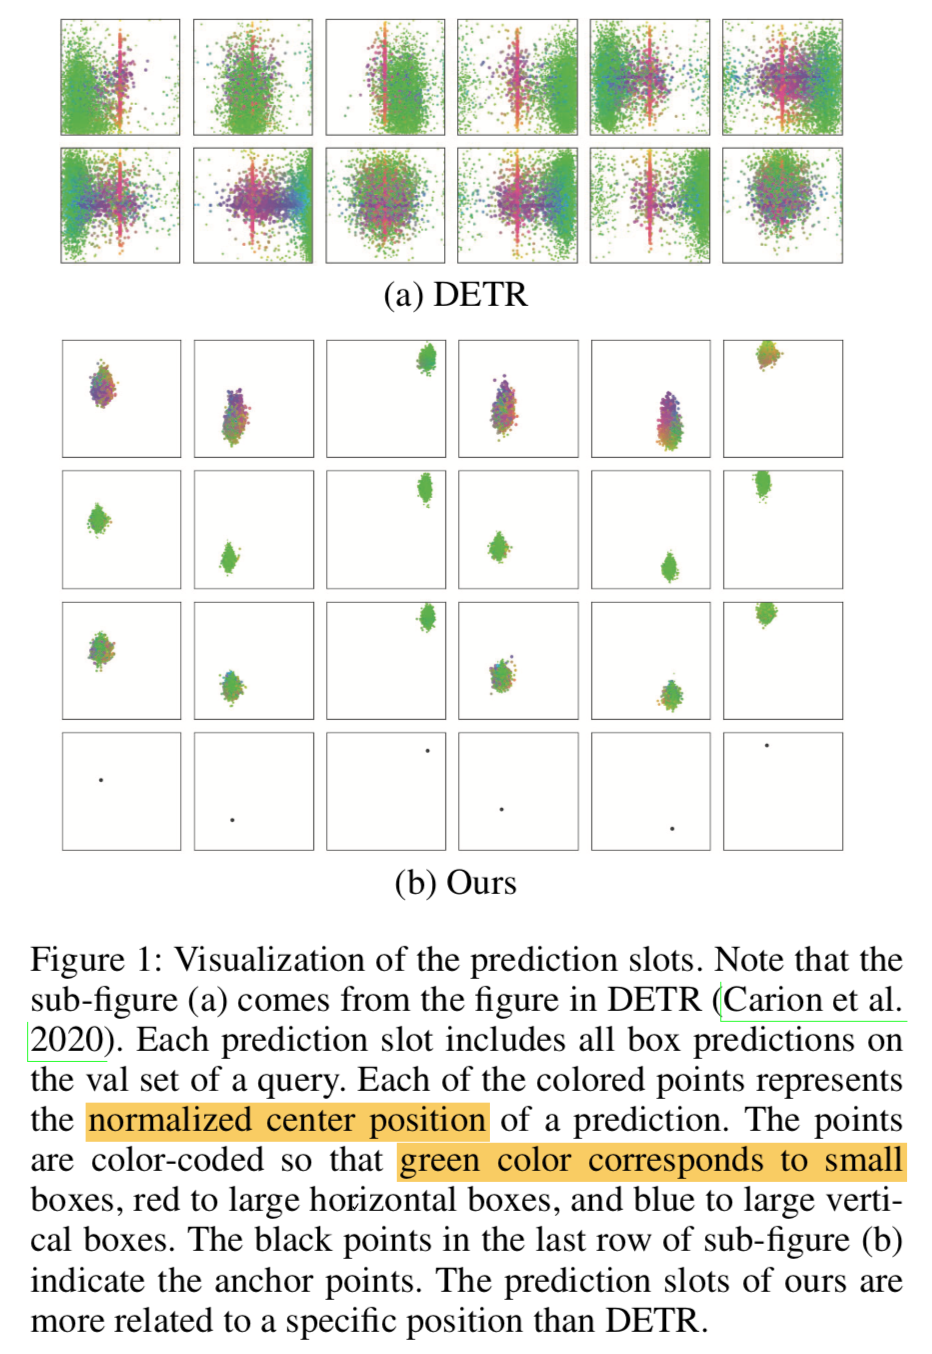 (a) DETR
(b) Ours
Figure 1: Visualization of the prediction slots. Note that the
sub-figure (a) comes from the figure in DETR (Carion et al.
2020). Each prediction slot includes all box predictions on
the val set of a query. Each of the colored points represents
the normalized center position of a prediction. The points
are color-coded so that green color corresponds to small
boxes, red to large horizontal boxes, and blue to large verti-
cal boxes. The black points in the last row of sub-figure (b)
indicate the anchor points. The prediction slots of ours are
more related to a specific position than DETR.